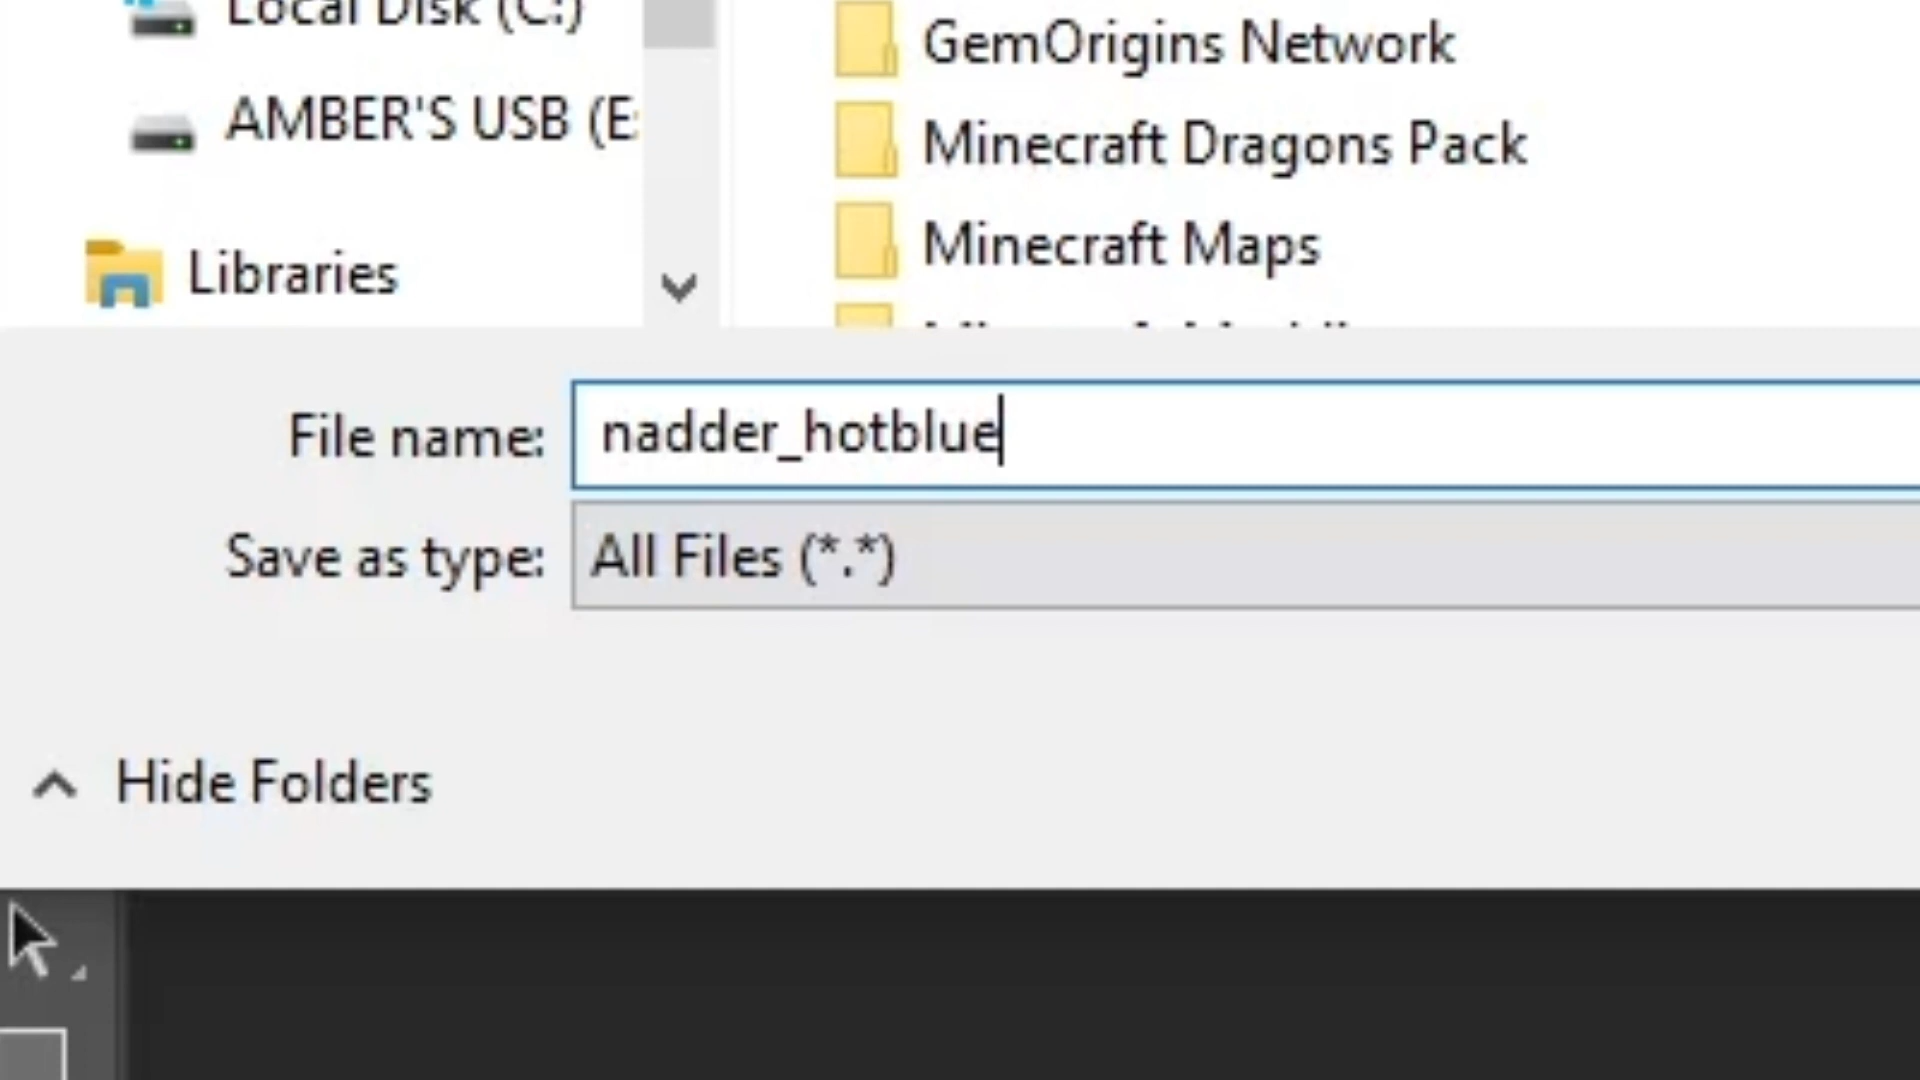 Local Disk (C:)
AMBER'S USB (E:
Libraries
GemOrigins Network
Minecraft Dragons Pack
Minecraft Maps
File name: nadder_hotblue
Save as type: All Files (*.*)
Hide Folders